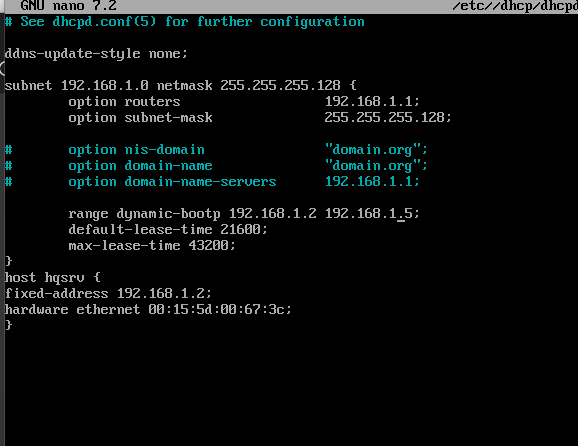 GNU nano 7.2 /etc//dhcp/dhcpd
# See dhcpd.conf(5) for further configuration
ddns-update-style none;
subnet 192.168.1.0 netmask 255.255.255.128 {
option routers 192.168.1.1;
option subnet-mask 255.255.255.128;
# option nis-domain "domain.org";
# option domain-name "domain.org";
# option domain-name-servers 192.168.1.1;
range dynamic-bootp 192.168.1.2 192.168.1.5;
default-lease-time 21600;
max-lease-time 43200;
}
host hqsrv {
fixed-address 192.168.1.2;
hardware ethernet 00:15:5d:00:67:3c;
}